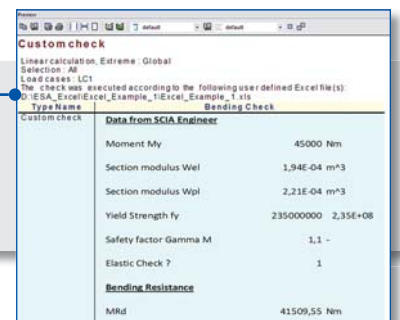 Preview
default
default
Custom check
Linear calculation, Extreme : Global
Selection : All
Load cases : LC1
The check was executed according to the following user defined Excel file(s):
D:\ESA_Excel\Excel_Example_1\Excel_Example_1.xls
Type Name Bending Check
Custom check Data from SCIA Engineer
Moment My 45000 Nm
Section modulus Wel 1,94E-04 m^3
Section modulus Wpl 2,21E-04 m^3
Yield Strength fy 235000000 2,35E+08
Safety factor Gamma M 1,1 -
Elastic Check ? 1
Bending Resistance
MRd 41509,55 Nm